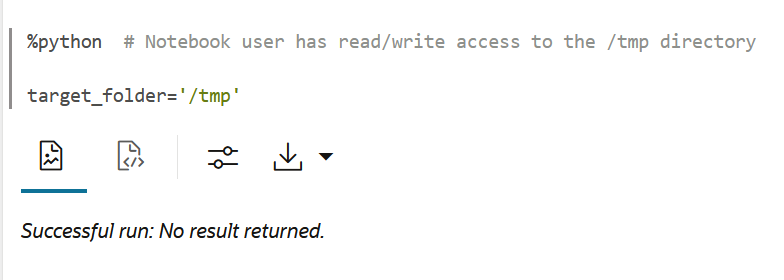 %python  # Notebook user has read/write access to the /tmp directory
target_folder='/tmp'
Successful run: No result returned.